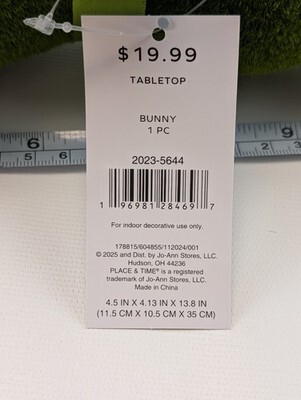 $19.99
TABLETOP
BUNNY
1 PC
2023-5644
1 96981 28469 7
For indoor decorative use only.
178815/604855/112024/001
© 2025 and Dist. by Jo-Ann Stores, LLC.
Hudson, OH 44236
PLACE & TIME® is a registered
trademark of Jo-Ann Stores, LLC.
Made in China
4.5 IN X 4.13 IN X 13.8 IN
(11.5 CM X 10.5 CM X 35 CM)
6
9